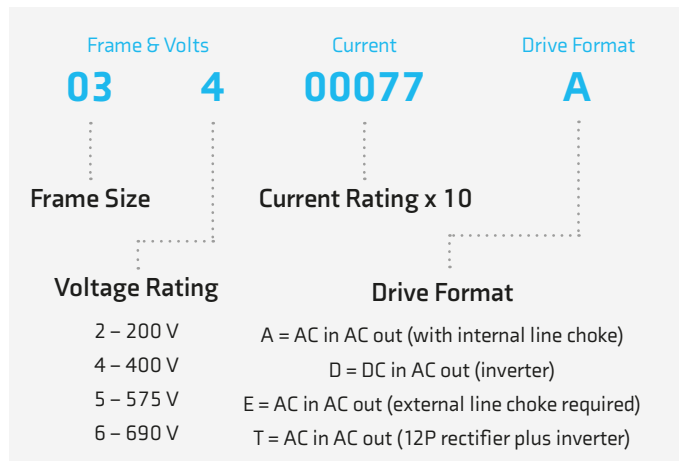 Frame & Volts Current Drive Format
03 4 00077 A
Frame Size Current Rating x 10
Voltage Rating
2 – 200 V
4 – 400 V
5 – 575 V
6 – 690 V
Drive Format
A = AC in AC out (with internal line choke)
D = DC in AC out (inverter)
E = AC in AC out (external line choke required)
T = AC in AC out (12P rectifier plus inverter)